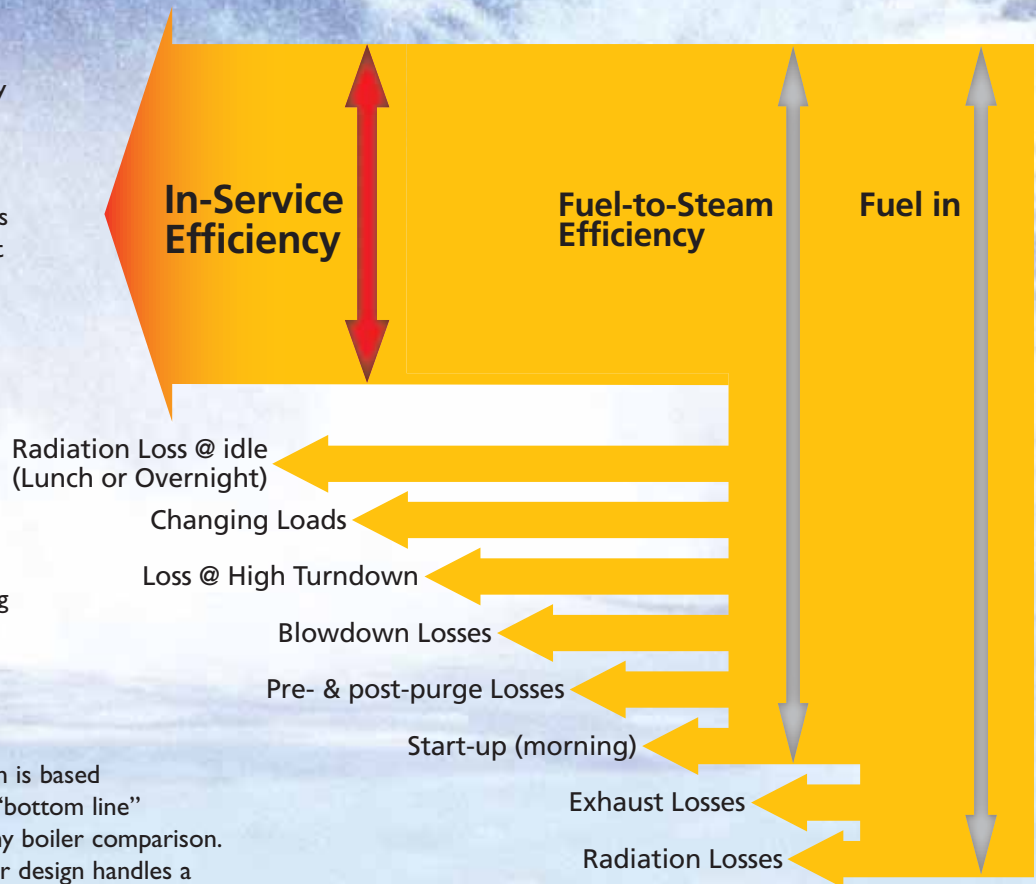 y
s
t
g
n is based
“bottom line”
ny boiler comparison.
r design handles a
In-Service
Efficiency
Fuel-to-Steam
Efficiency
Fuel in
Radiation Loss @ idle
(Lunch or Overnight)
Changing Loads
Loss @ High Turndown
Blowdown Losses
Pre- & post-purge Losses
Start-up (morning)
Exhaust Losses
Radiation Losses